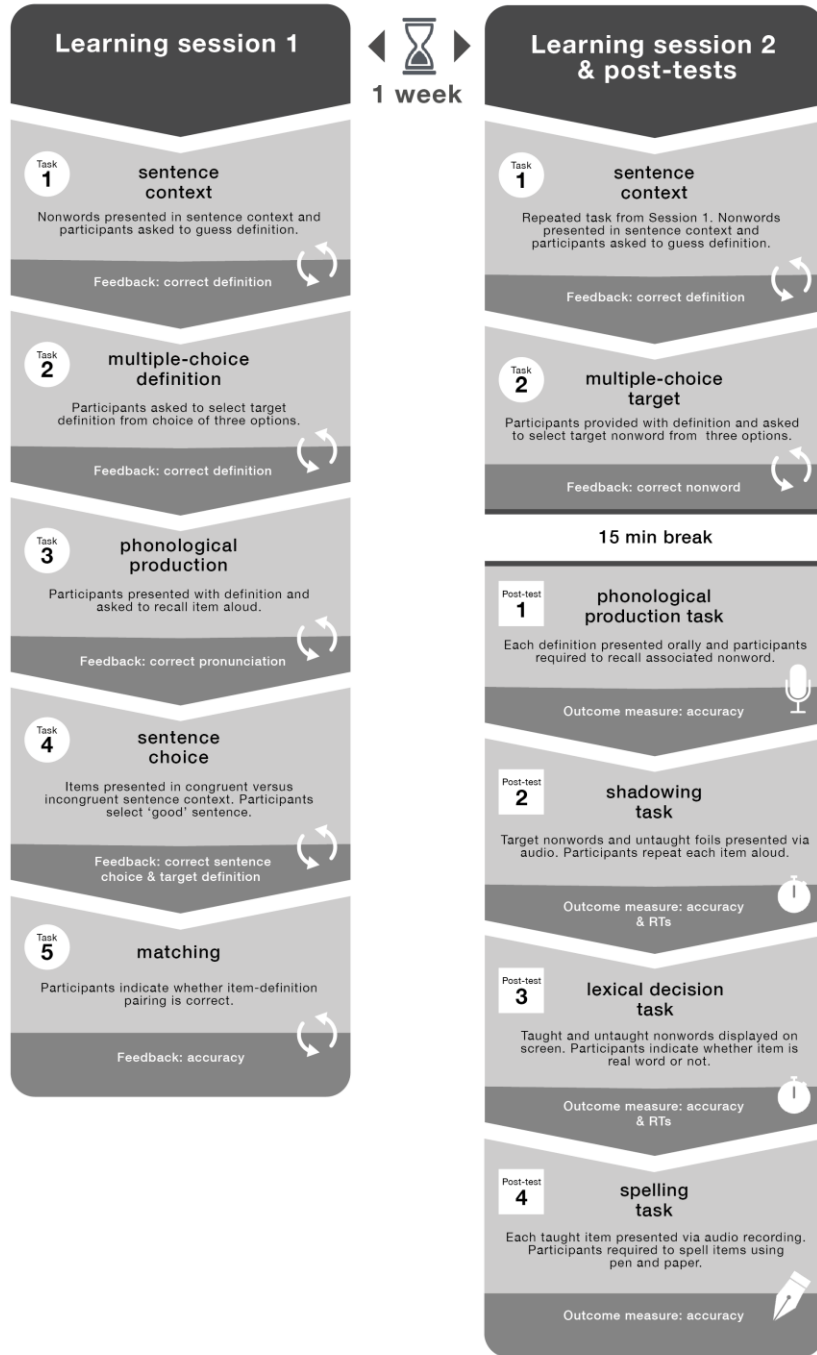 Learning session 1
Task
1
sentence
context
Nonwords presented in sentence context and
participants asked to guess definition.
Feedback: correct definition
Task
2
multiple-choice
definition
Participants asked to select target
definition from choice of three options.
Feedback: correct definition
Task
3
phonological
production
Participants presented with definition and
asked to recall item aloud.
Feedback: correct pronunciation
Task
4
sentence
choice
Items presented in congruent versus
incongruent sentence context. Participants
select ‘good’ sentence.
Feedback: correct sentence
choice & target definition
Task
5
matching
Participants indicate whether item-definition
pairing is correct.
Feedback: accuracy
1 week
Learning session 2
& post-tests
Task
1
sentence
context
Repeated task from Session 1. Nonwords
presented in sentence context and
participants asked to guess definition.
Feedback: correct definition
Task
2
multiple-choice
target
Participants provided with definition and asked
to select target nonword from three options.
Feedback: correct nonword
15 min break
Post-test
1
phonological
production task
Each definition presented orally and participants
required to recall associated nonword.
Outcome measure: accuracy
Post-test
2
shadowing
task
Target nonwords and untaught foils presented via
audio. Participants repeat each item aloud.
Outcome measure: accuracy
& RTs
Post-test
3
lexical decision
task
Taught and untaught nonwords displayed on
screen. Participants indicate whether item is
real word or not.
Outcome measure: accuracy
& RTs
Post-test
4
spelling
task
Each taught item presented via audio recording.
Participants required to spell items using
pen and paper.
Outcome measure: accuracy